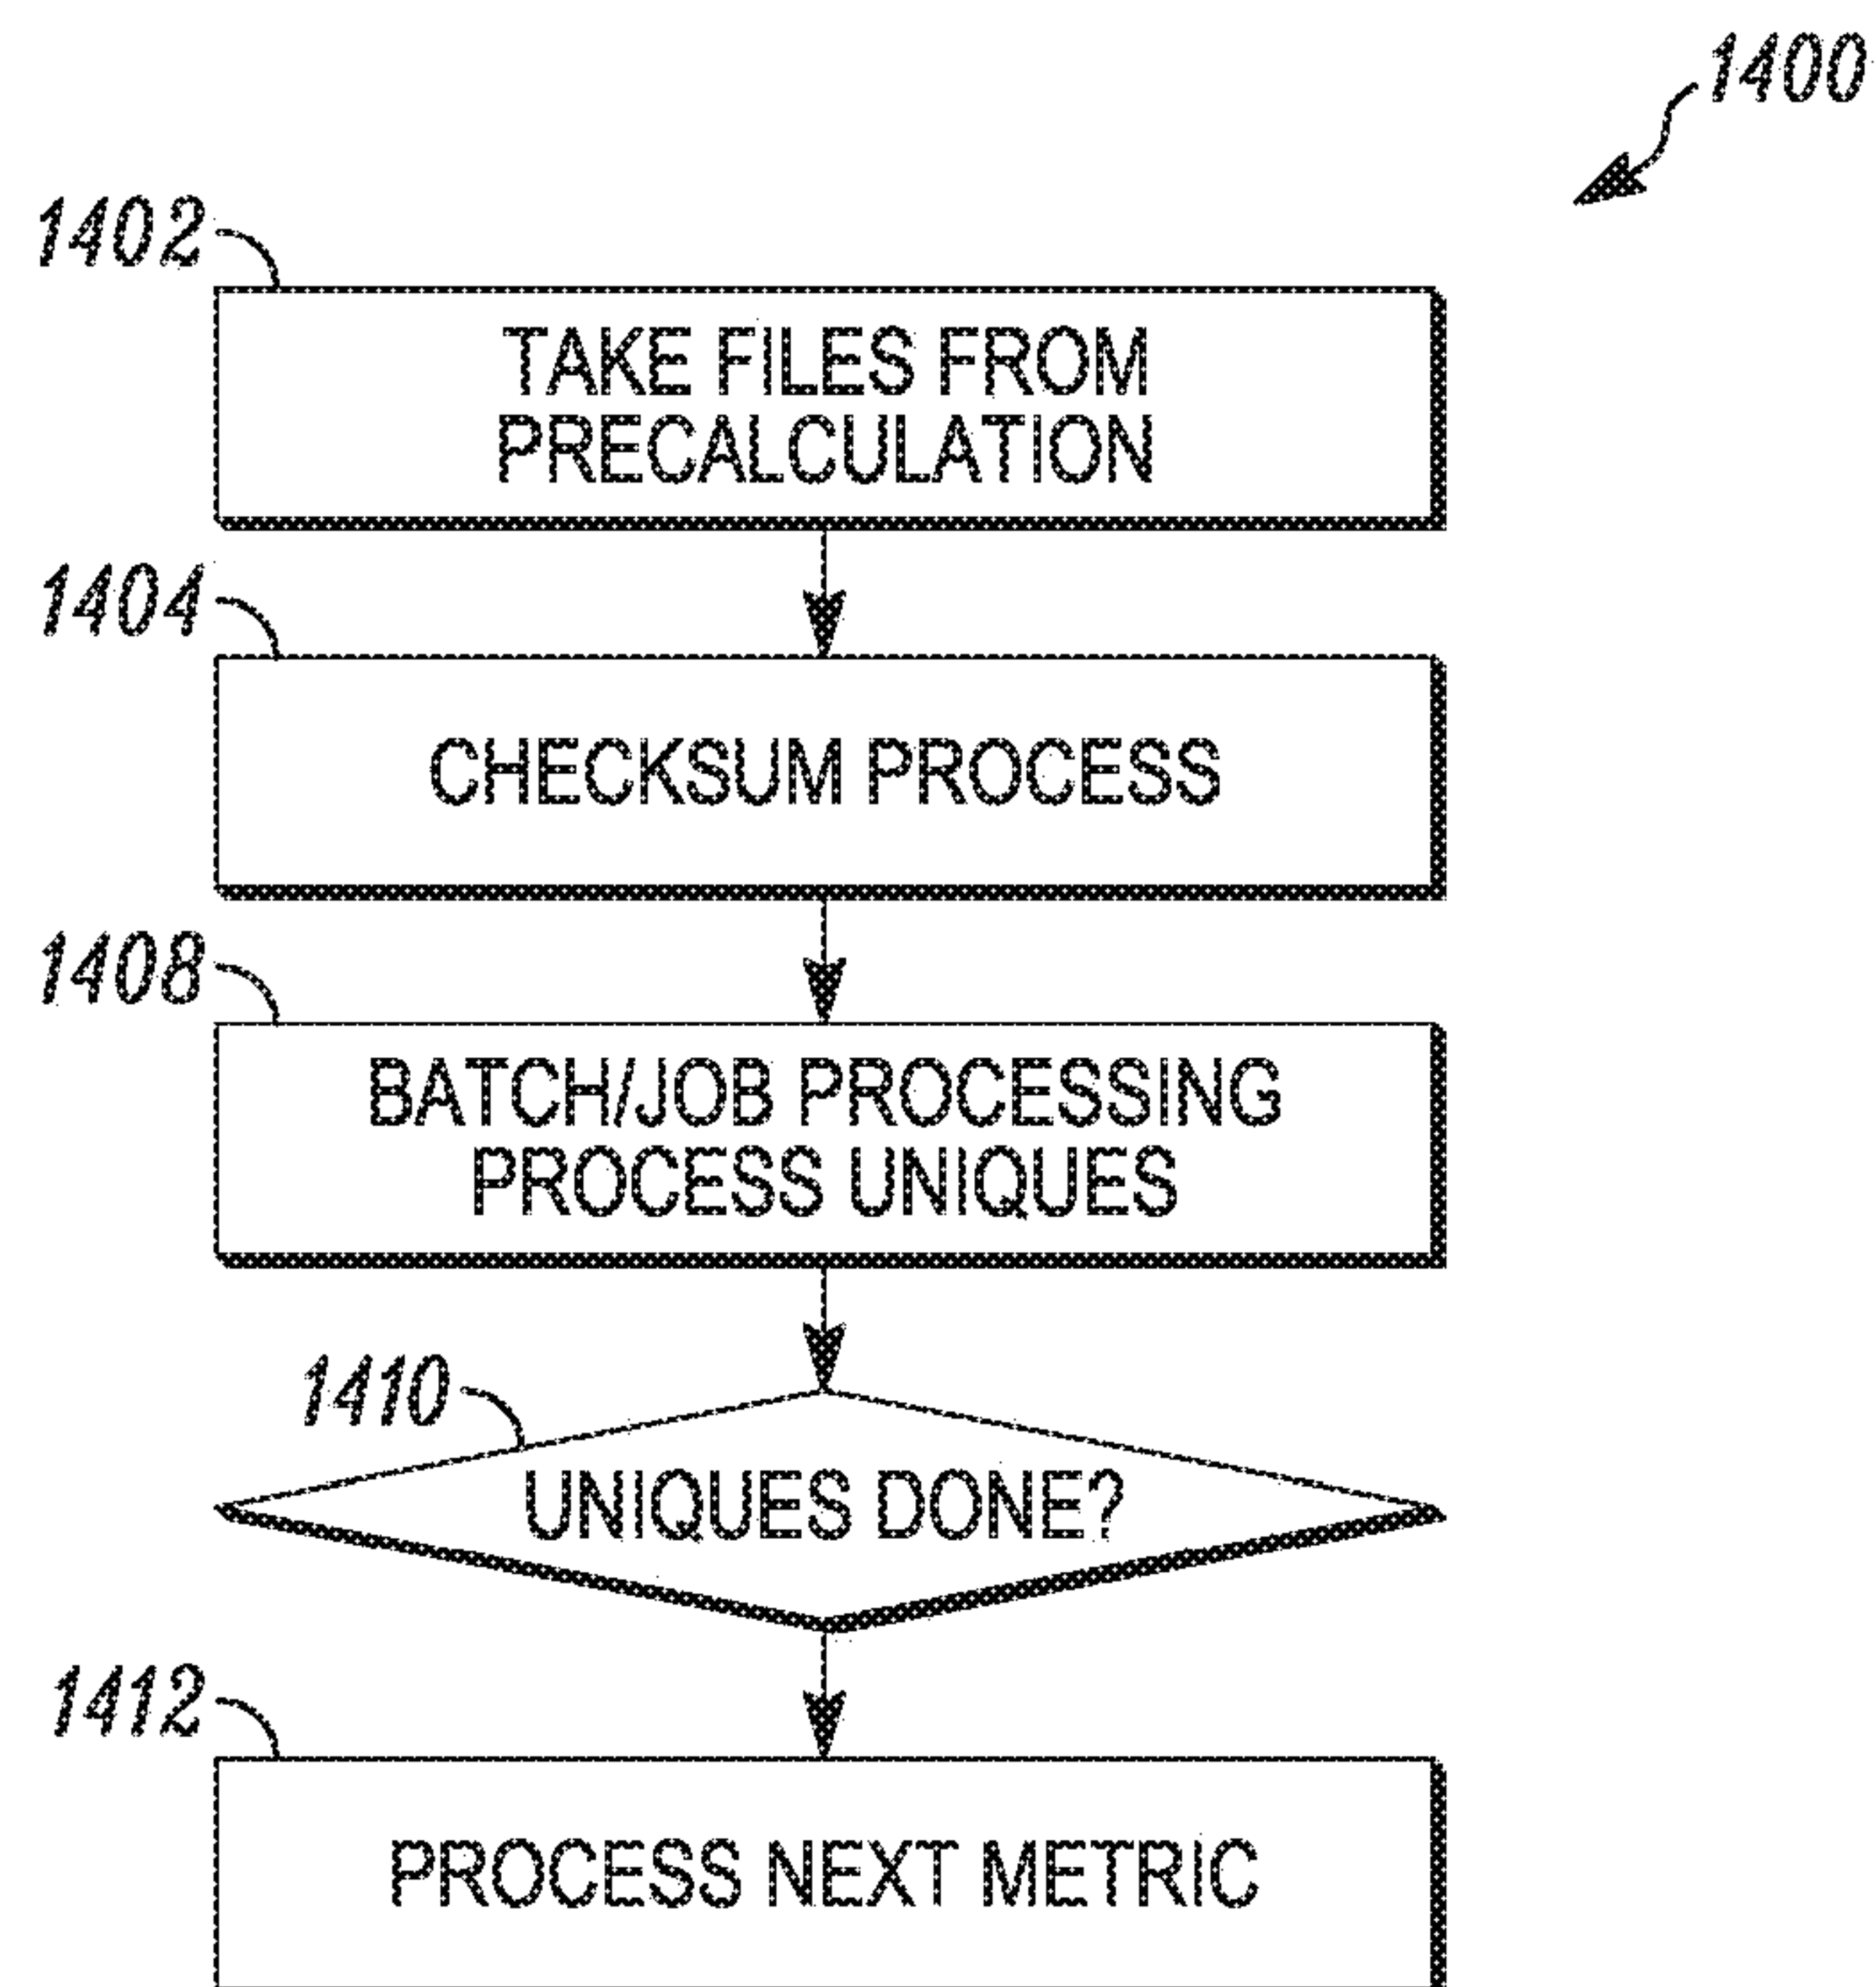 1400
1402
TAKE FILES FROM
PRECALCULATION
1404
CHECKSUM PROCESS
1408
BATCH/JOB PROCESSING
PROCESS UNIQUES
1410
UNIQUES DONE?
1412
PROCESS NEXT METRIC